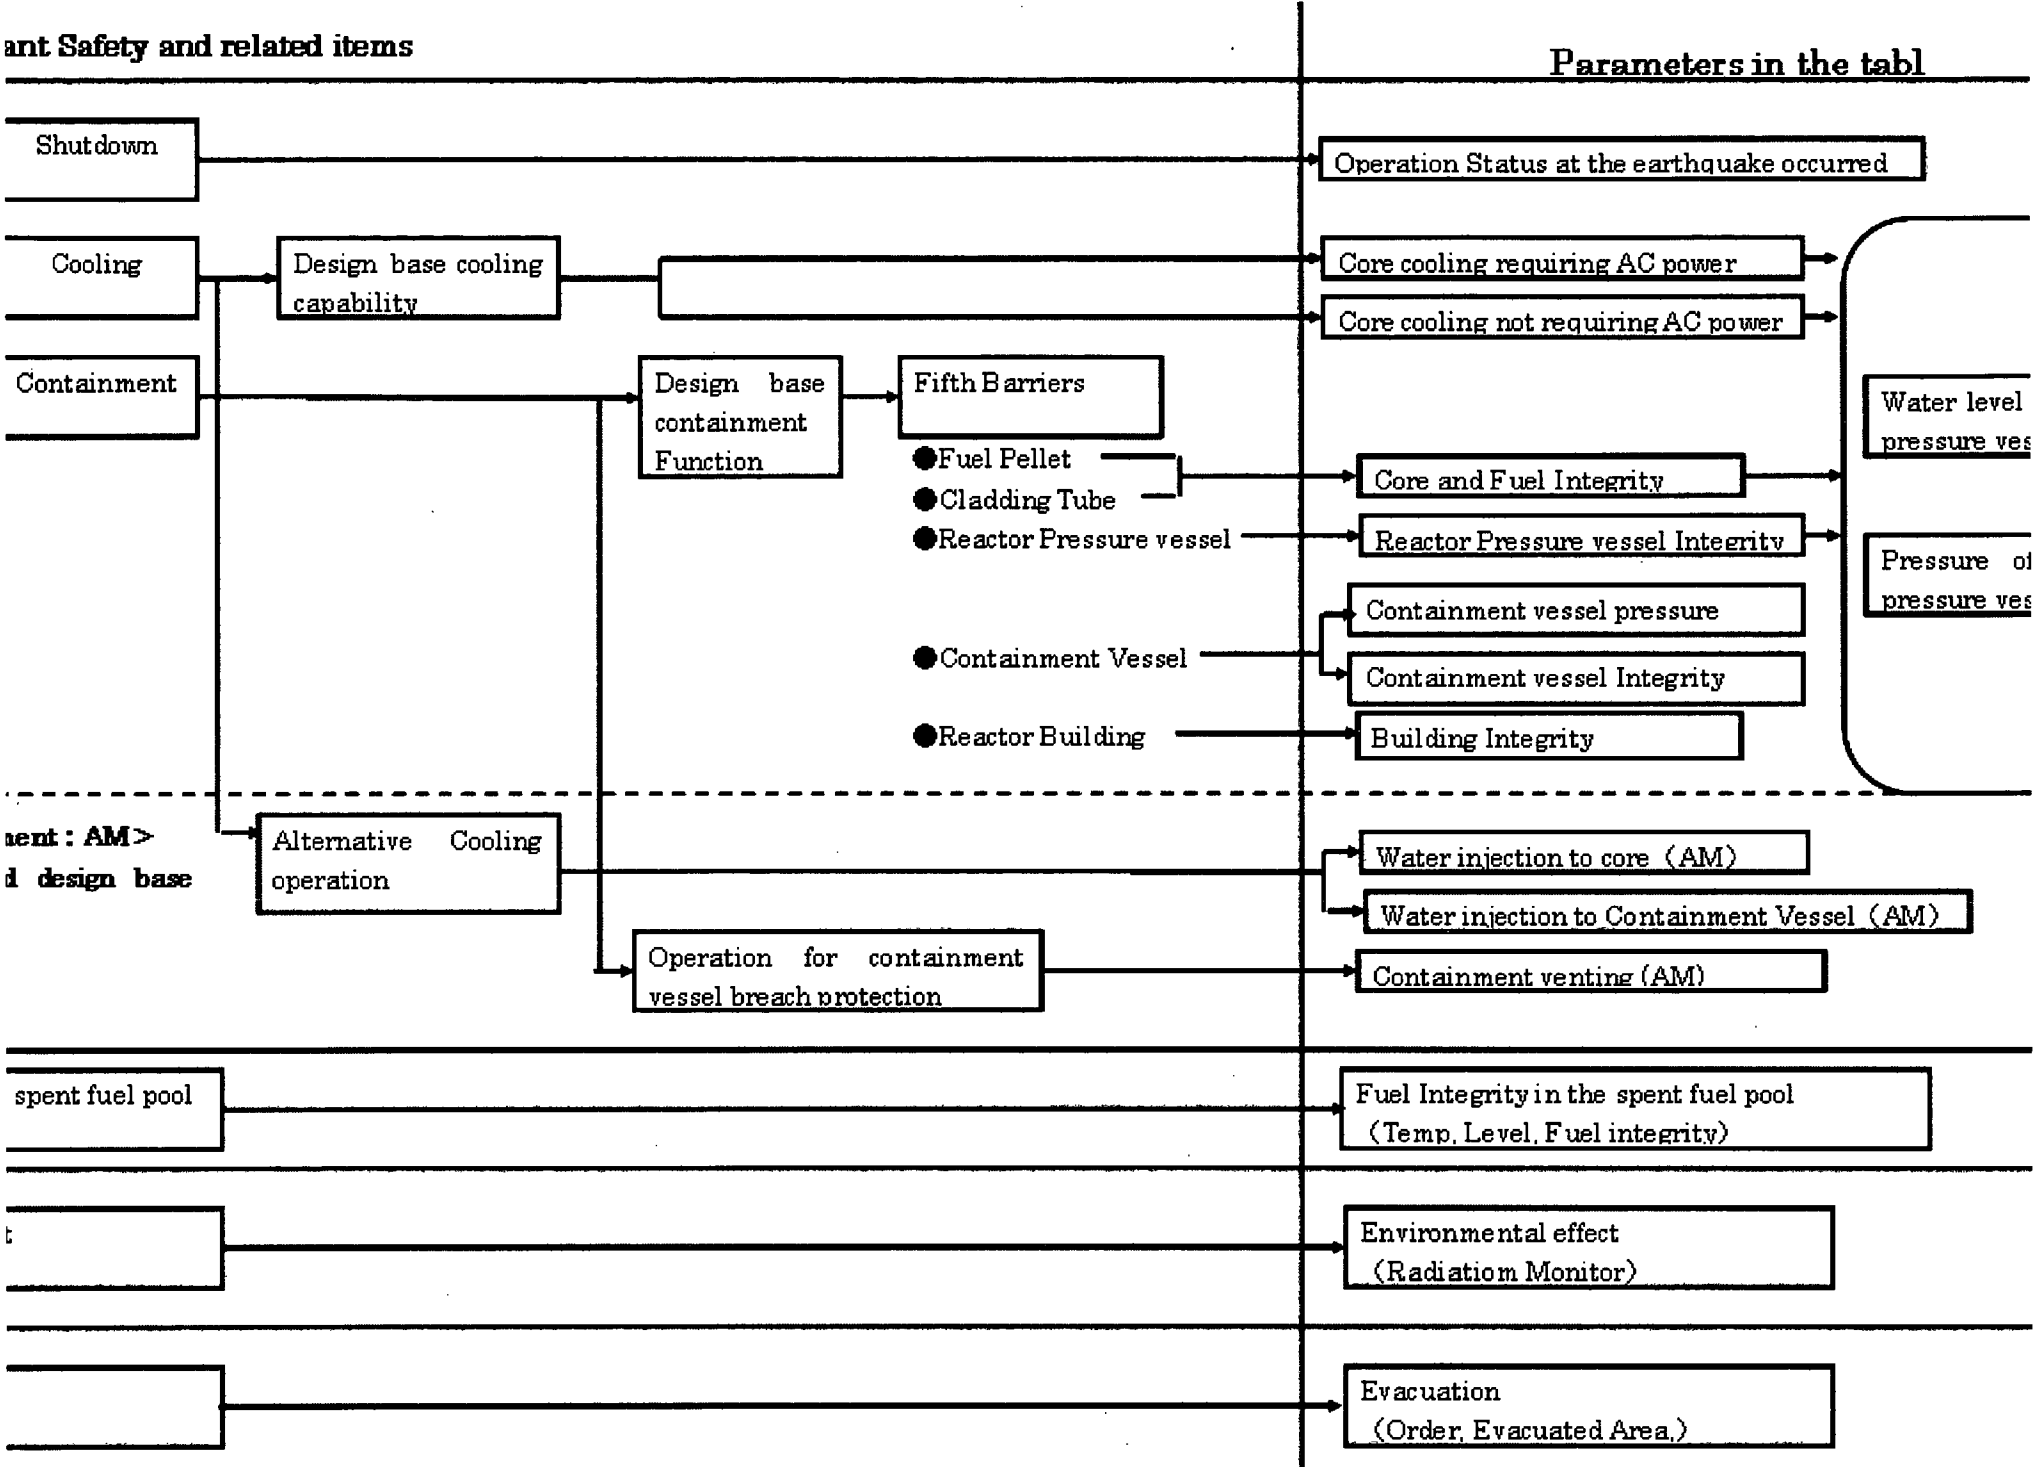 ant Safety and related items
Parameters in the tabl
Shutdown
Operation Status at the earthquake occurred
Cooling
Design base cooling
capability
Core cooling requiring AC power
Core cooling not requiring AC power
Containment
Design base
containment
Function
Fifth Barriers
●Fuel Pellet
●Cladding Tube
●Reactor Pressure vessel
●Containment Vessel
●Reactor Building
Core and Fuel Integrity
Reactor Pressure vessel Integrity
Containment vessel pressure
Containment vessel Integrity
Building Integrity
Water level
pressure ves
Pressure of
pressure ves
nent : AM>
d design base
Alternative Cooling
operation
Water injection to core (AM)
Water injection to Containment Vessel (AM)
Operation for containment
vessel breach protection
Containment venting (AM)
spent fuel pool
Fuel Integrity in the spent fuel pool
(Temp, Level, Fuel integrity)
t
Environmental effect
(Radiatiom Monitor)
Evacuation
(Order, Evacuated Area,)